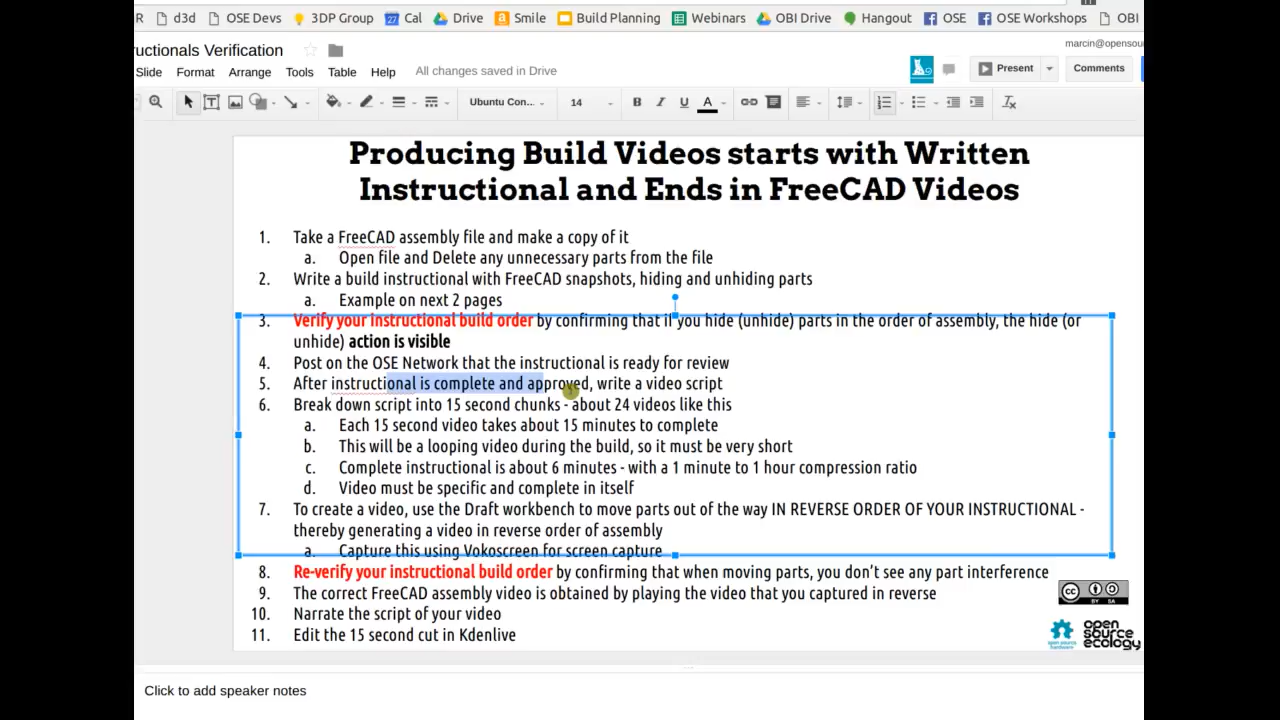 R d3d OSE Devs 3DP Group 27 Cal Drive a Smile Build Planning Webinars OBI Drive Hangout OSE OSE Workshops OBI
ructionals Verification
marcin@opensou
Slide Format Arrange Tools Table Help All changes saved in Drive
Present Comments
Ubuntu Con... 14 B I U A
Producing Build Videos starts with Written
Instructional and Ends in FreeCAD Videos
1. Take a FreeCAD assembly file and make a copy of it
a. Open file and Delete any unnecessary parts from the file
2. Write a build instructional with FreeCAD snapshots, hiding and unhiding parts
a. Example on next 2 pages
3. Verify your instructional build order by confirming that if you hide (unhide) parts in the order of assembly, the hide (or
unhide) action is visible
4. Post on the OSE Network that the instructional is ready for review
5. After instructional is complete and approved, write a video script
6. Break down script into 15 second chunks - about 24 videos like this
a. Each 15 second video takes about 15 minutes to complete
b. This will be a looping video during the build, so it must be very short
c. Complete instructional is about 6 minutes - with a 1 minute to 1 hour compression ratio
d. Video must be specific and complete in itself
7. To create a video, use the Draft workbench to move parts out of the way IN REVERSE ORDER OF YOUR INSTRUCTIONAL -
thereby generating a video in reverse order of assembly
a. Capture this using Vokoscreen for screen capture
8. Re-verify your instructional build order by confirming that when moving parts, you don't see any part interference
9. The correct FreeCAD assembly video is obtained by playing the video that you captured in reverse
10. Narrate the script of your video
11. Edit the 15 second cut in Kdenlive
cc BY SA
open source hardware
open
source
ecology
Click to add speaker notes